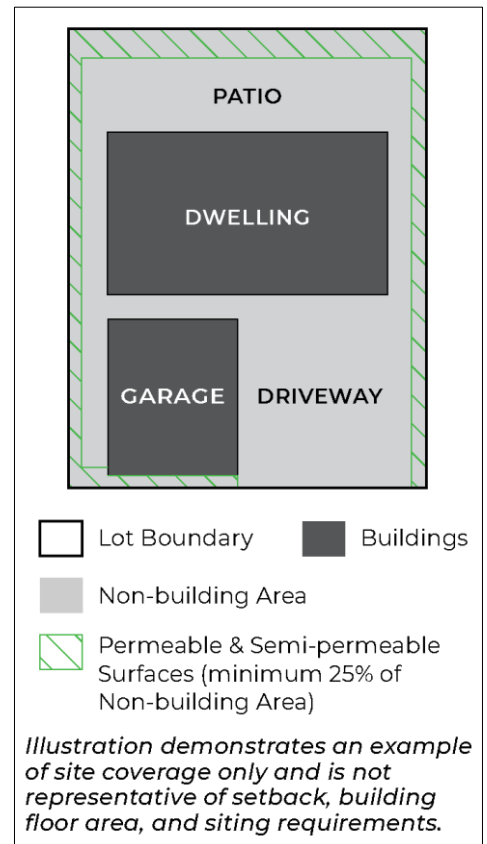 PATIO
DWELLING
GARAGE
DRIVEWAY
Lot Boundary
Buildings
Non-building Area
Permeable & Semi-permeable
Surfaces (minimum 25% of
Non-building Area)
Illustration demonstrates an example
of site coverage only and is not
representative of setback, building
floor area, and siting requirements.